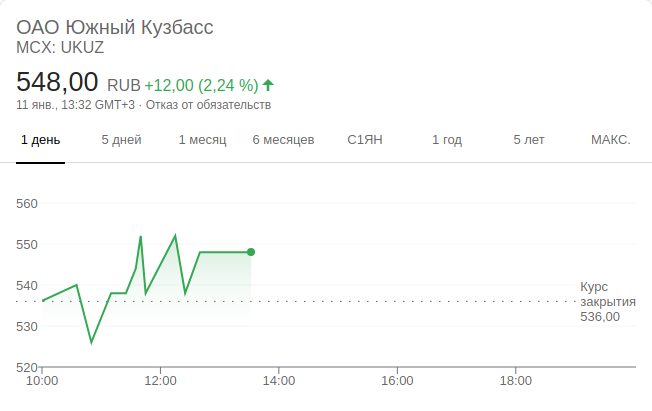 ОАО Южный Кузбасс
MCX: UKUZ
548,00 RUB +12,00 (2,24 %)
11 янв., 13:32 GMT+3 · Отказ от обязательств
1 день 5 дней 1 месяц 6 месяцев С1ЯН 1 год 5 лет МАКС.
560
550
540
530
520
Курс
закрытия
536,00
10:00 12:00 14:00 16:00 18:00